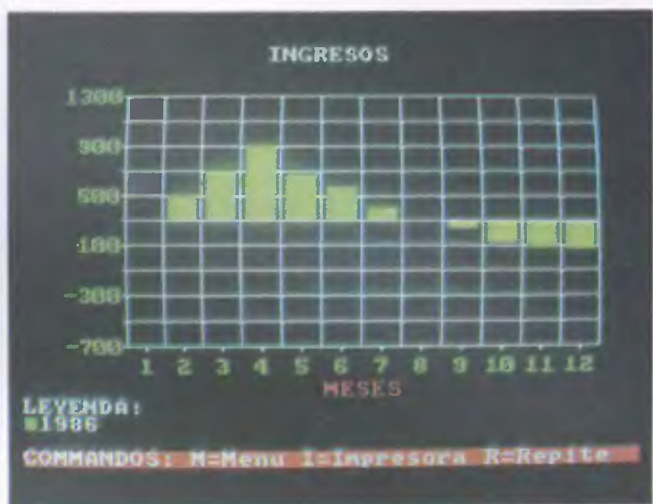 INGRESOS
1300
900
500
100
-300
-700
1 2 3 4 5 6 7 8 9 10 11 12
MESES
LEYENDA:
1986
COMMANDOS: M=Menu I=Impresora R=Repite